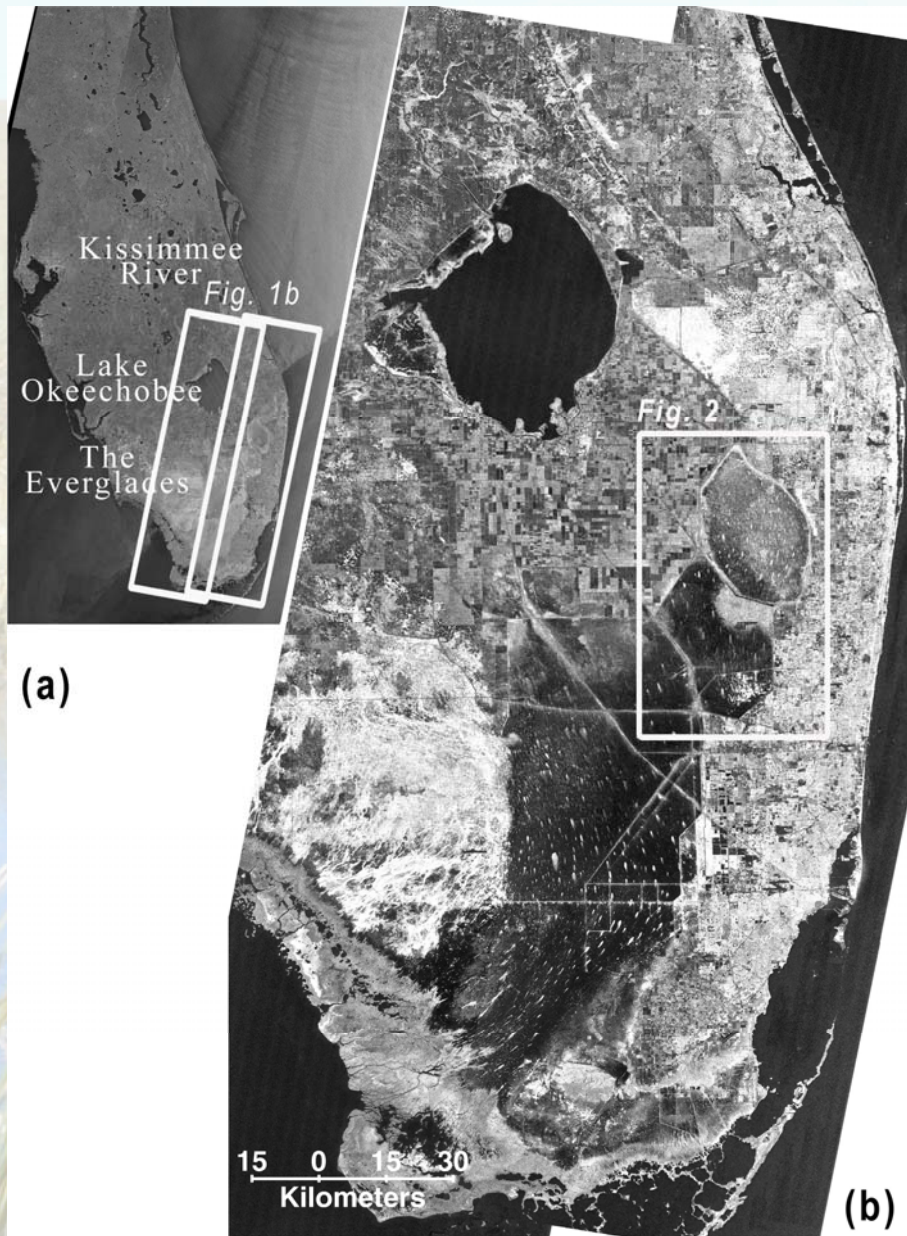 Kissimmee
River
Fig. 1b
Lake
Okeechobee
The
Everglades
(a)
Fig. 2
15 0 15 30
Kilometers
(b)